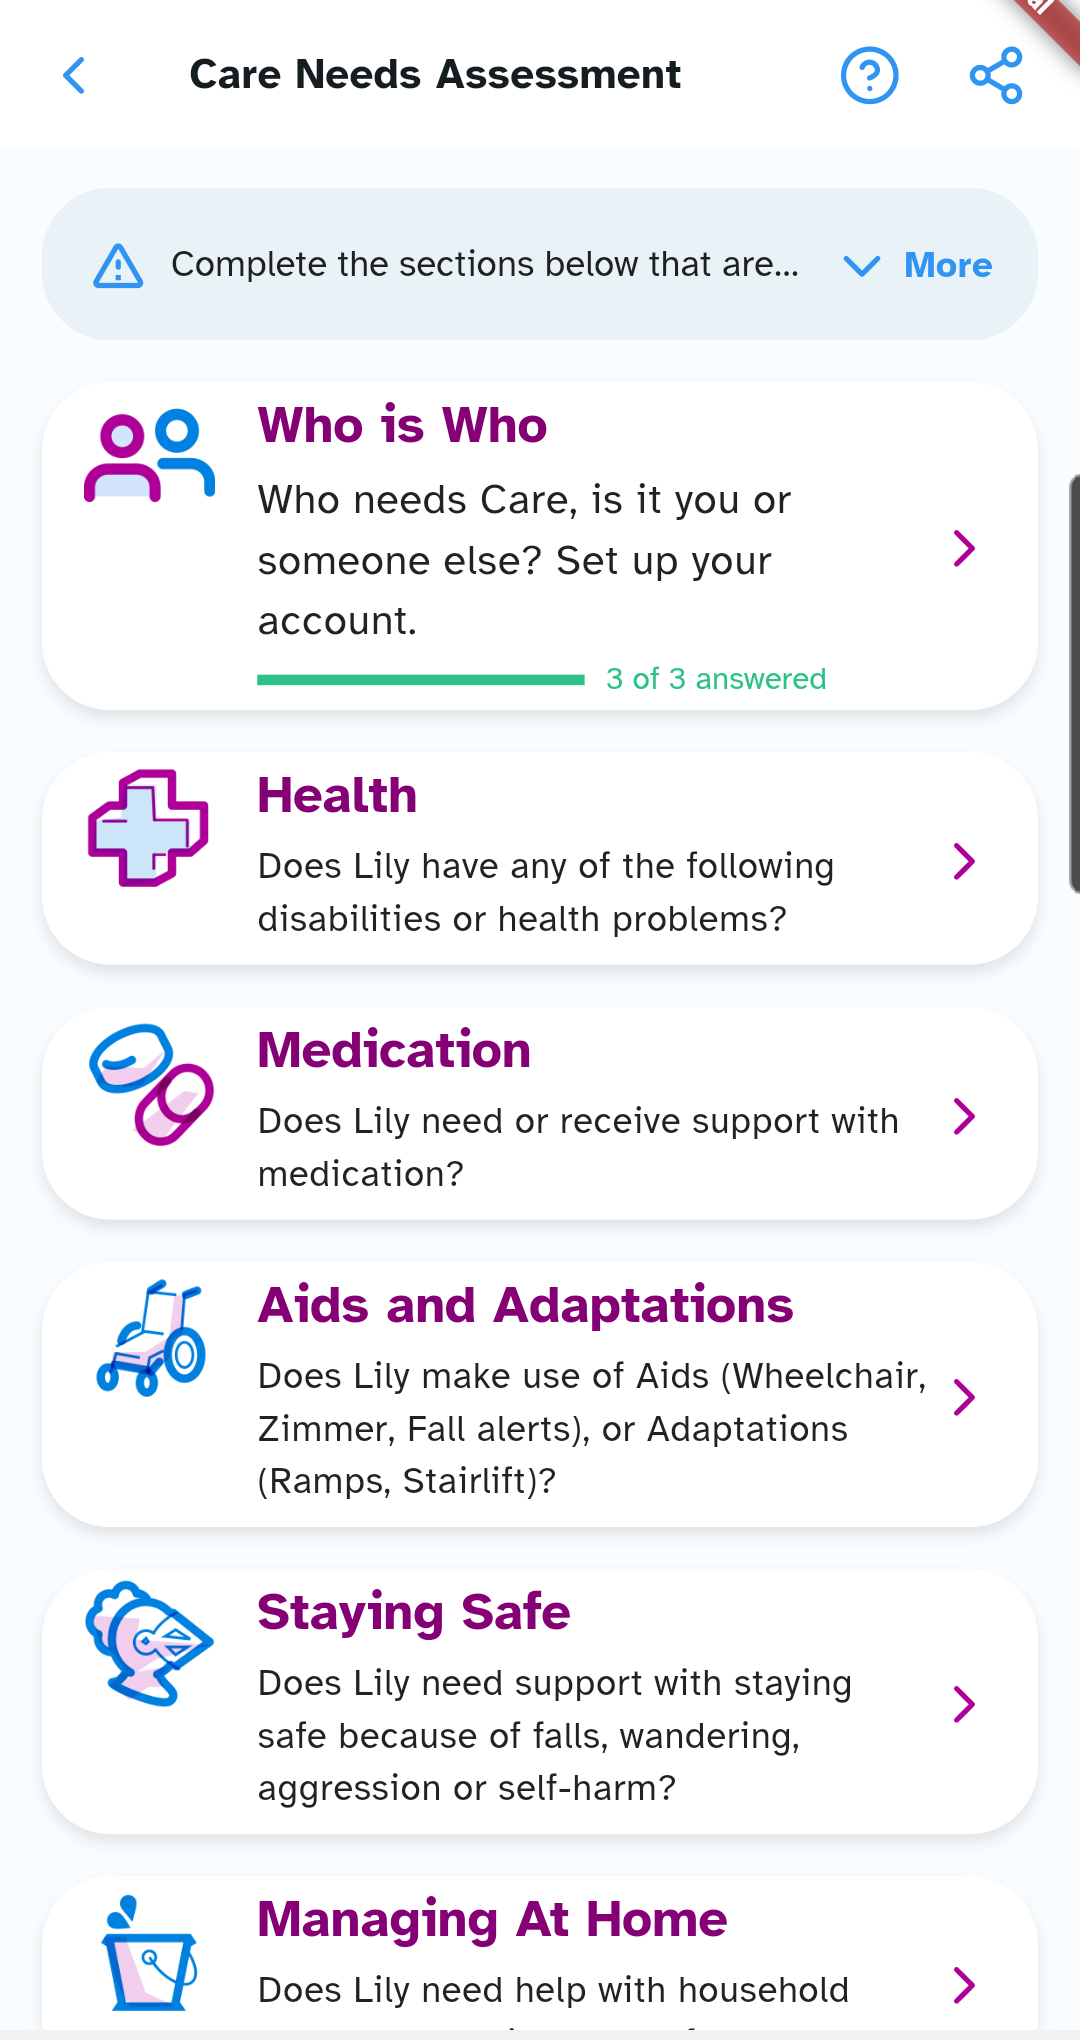 Care Needs Assessment
al
Complete the sections below that are...
More
Who is Who
Who needs Care, is it you or
someone else? Set up your
account.
3 of 3 answered
Health
Does Lily have any of the following
disabilities or health problems?
Medication
Does Lily need or receive support with
medication?
Aids and Adaptations
Does Lily make use of Aids (Wheelchair,
Zimmer, Fall alerts), or Adaptations
(Ramps, Stairlift)?
Staying Safe
Does Lily need support with staying
safe because of falls, wandering,
aggression or self-harm?
Managing At Home
Does Lily need help with household